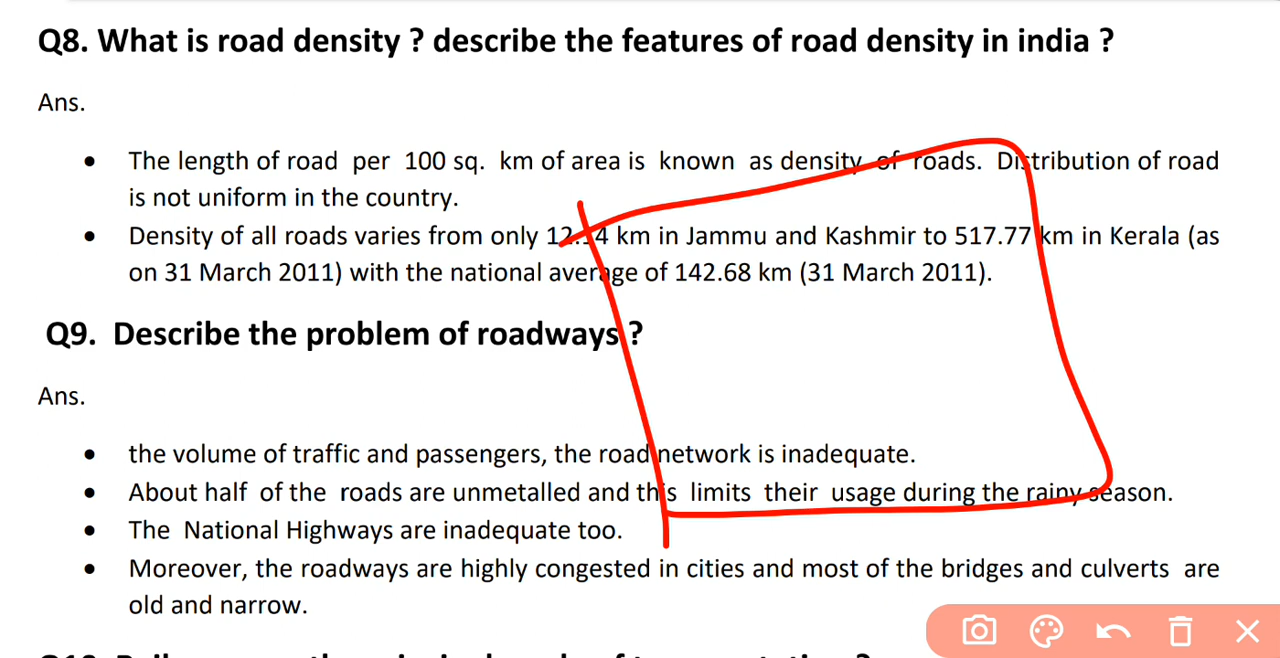 Q8. What is road density ? describe the features of road density in india ?
Ans.
• The length of road per 100 sq. km of area is known as density of roads. Distribution of road
is not uniform in the country.
• Density of all roads varies from only 12.14 km in Jammu and Kashmir to 517.77 km in Kerala (as
on 31 March 2011) with the national average of 142.68 km (31 March 2011).
Q9. Describe the problem of roadways ?
Ans.
• the volume of traffic and passengers, the road network is inadequate.
• About half of the roads are unmetalled and this limits their usage during the rainy season.
• The National Highways are inadequate too.
• Moreover, the roadways are highly congested in cities and most of the bridges and culverts are
old and narrow.